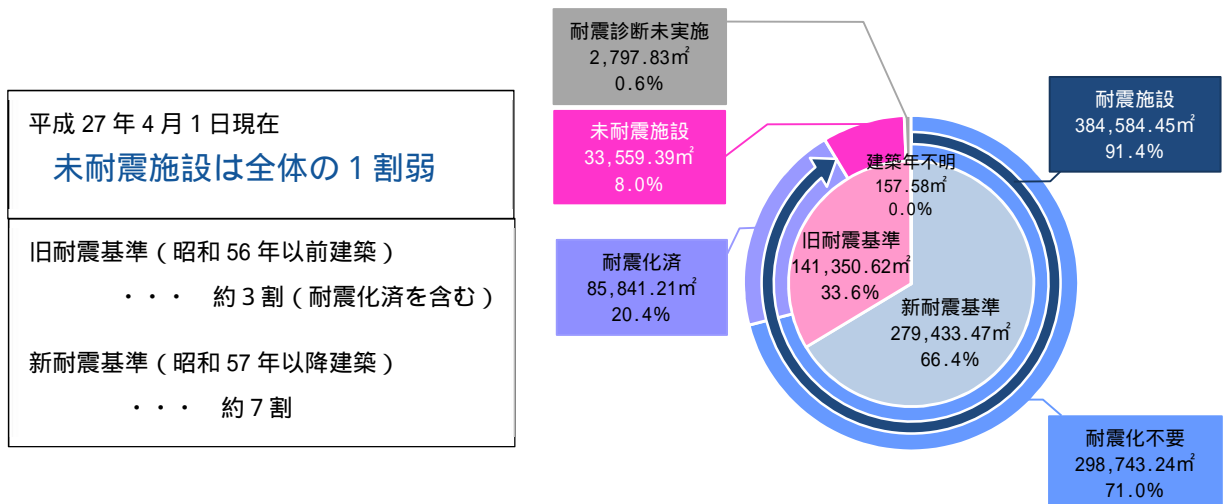 平成 27 年 4 月 1 日現在
未耐震施設は全体の 1 割弱
旧耐震基準（昭和 56 年以前建築）
・・・　約 3 割（耐震化済を含む）
新耐震基準（昭和 57 年以降建築）
・・・　約 7 割
耐震診断未実施
2,797.83㎡
0.6%
未耐震施設
33,559.39㎡
8.0%
耐震化済
85,841.21㎡
20.4%
建築年不明
157.58㎡
0.0%
旧耐震基準
141,350.62㎡
33.6%
新耐震基準
279,433.47㎡
66.4%
耐震施設
384,584.45㎡
91.4%
耐震化不要
298,743.24㎡
71.0%